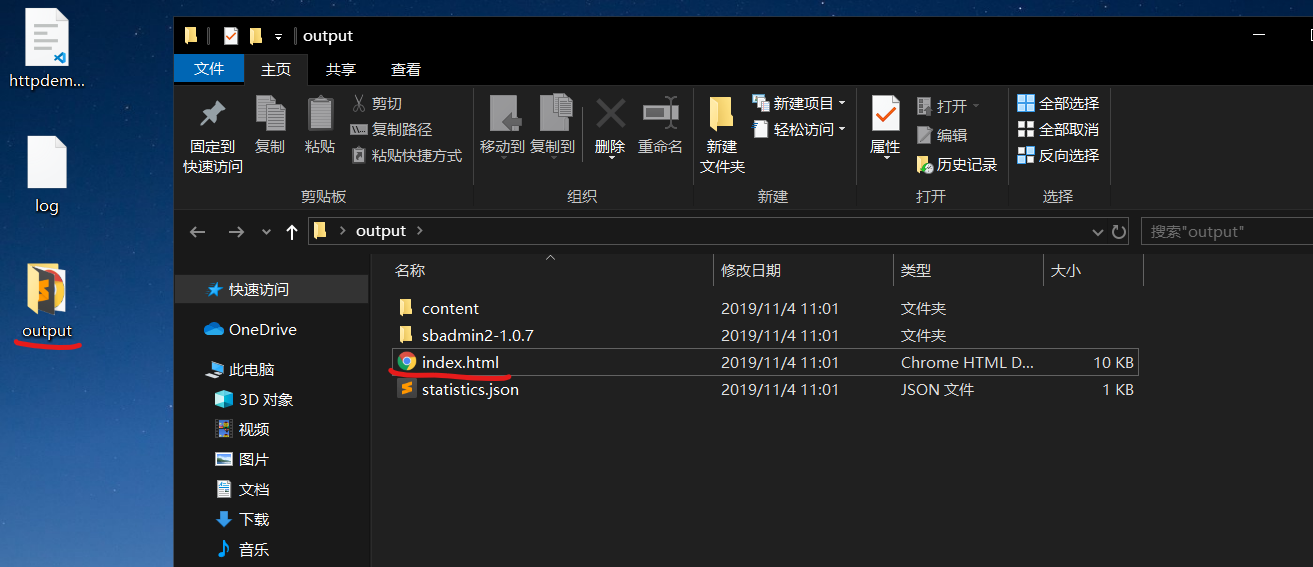 httpdem...
log
output
output
文件
主页
共享
查看
固定到
快速访问
复制
粘贴
剪切
复制路径
粘贴快捷方式
剪贴板
移动到
复制到
删除
重命名
组织
新建
文件夹
新建项目
轻松访问
新建
属性
打开
编辑
历史记录
打开
全部选择
全部取消
反向选择
选择
output
搜索"output"
快速访问
OneDrive
此电脑
3D 对象
视频
图片
文档
下载
音乐
名称 修改日期 类型 大小
content 2019/11/4 11:01 文件夹
sbadmin2-1.0.7 2019/11/4 11:01 文件夹
index.html 2019/11/4 11:01 Chrome HTML D... 10 KB
statistics.json 2019/11/4 11:01 JSON 文件 1 KB